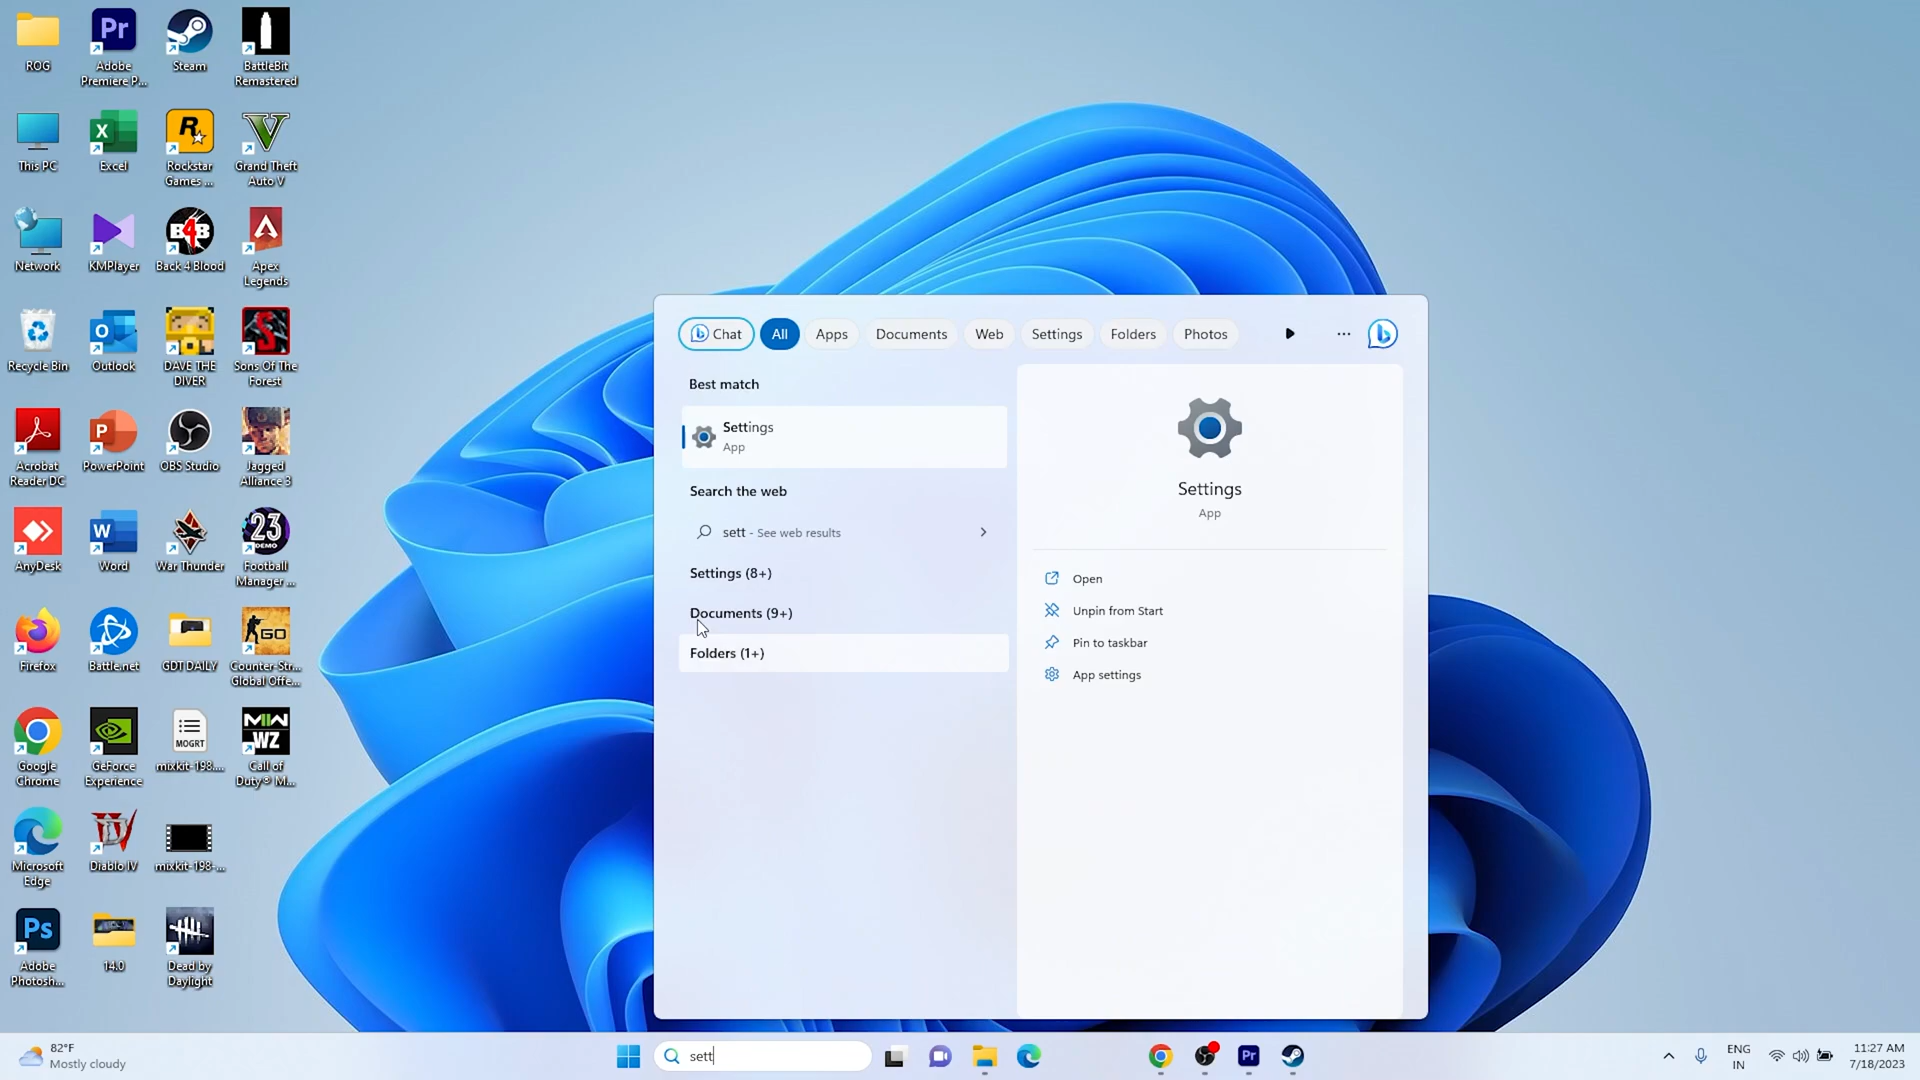 ROG
Adobe
Premiere P...
Steam
BattleBit
Remastered
This PC
Excel
Rockstar
Games ...
Grand Theft
Auto V
Network
KMPlayer
Back 4 Blood
Apex
Legends
Recycle Bin
Outlook
DAVE THE
DIVER
Sons Of The
Forest
Acrobat
Reader DC
PowerPoint
OBS Studio
Jagged
Alliance 3
AnyDesk
Word
War Thunder
Football
Manager ...
Firefox
Battle.net
GDT DAILY
Counter-Str...
Global Offe...
Google
Chrome
GeForce
Experience
MOGRT
mixkit-198....
Call of
Duty® M...
Microsoft
Edge
Diablo IV
mixkit-198-...
Adobe
Photosh...
14.0
Dead by
Daylight
Chat
All
Apps
Documents
Web
Settings
Folders
Photos
...
Best match
Settings
App
Search the web
sett - See web results
Settings (8+)
Documents (9+)
Folders (1+)
Settings
App
Open
Unpin from Start
Pin to taskbar
App settings
82°F
Mostly cloudy
sett
Pr
ENG
IN
11:27 AM
7/18/2023